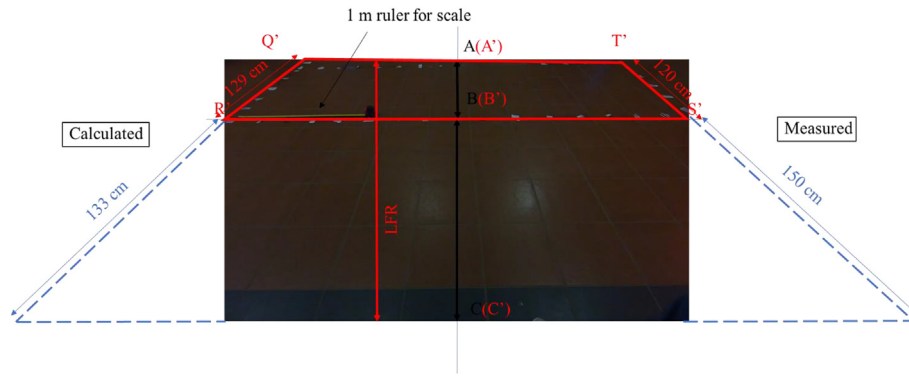 1 m ruler for scale
Q'
A(A')
T'
129 cm
120 cm
R'
B(B')
S'
Calculated
Measured
133 cm
150 cm
LFR
C(C')